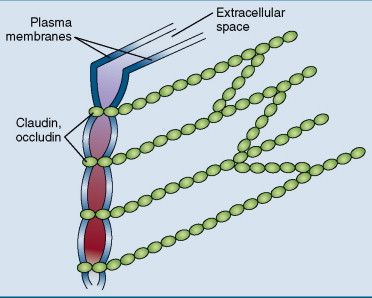 Plasma
membranes
Extracellular
space
Claudin,
occludin